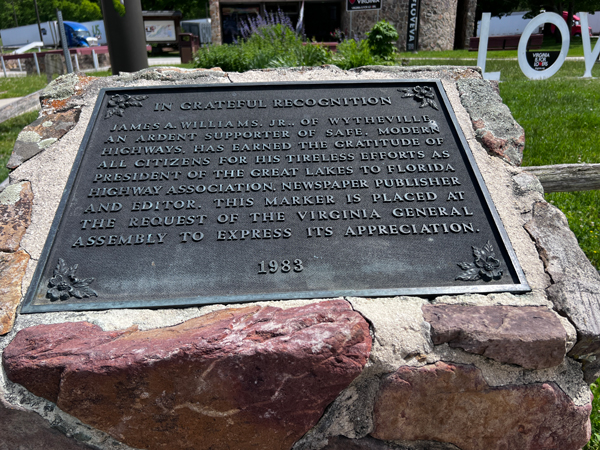 IN GRATEFUL RECOGNITION
JAMES A. WILLIAMS, JR., OF WYTHEVILLE,
AN ARDENT SUPPORTER OF SAFE, MODERN
HIGHWAYS, HAS EARNED THE GRATITUDE OF
ALL CITIZENS FOR HIS TIRELESS EFFORTS AS
PRESIDENT OF THE GREAT LAKES TO FLORIDA
HIGHWAY ASSOCIATION, NEWSPAPER PUBLISHER
AND EDITOR. THIS MARKER IS PLACED AT
THE REQUEST OF THE VIRGINIA GENERAL
ASSEMBLY TO EXPRESS ITS APPRECIATION.
1983
LO
VIRGINIA